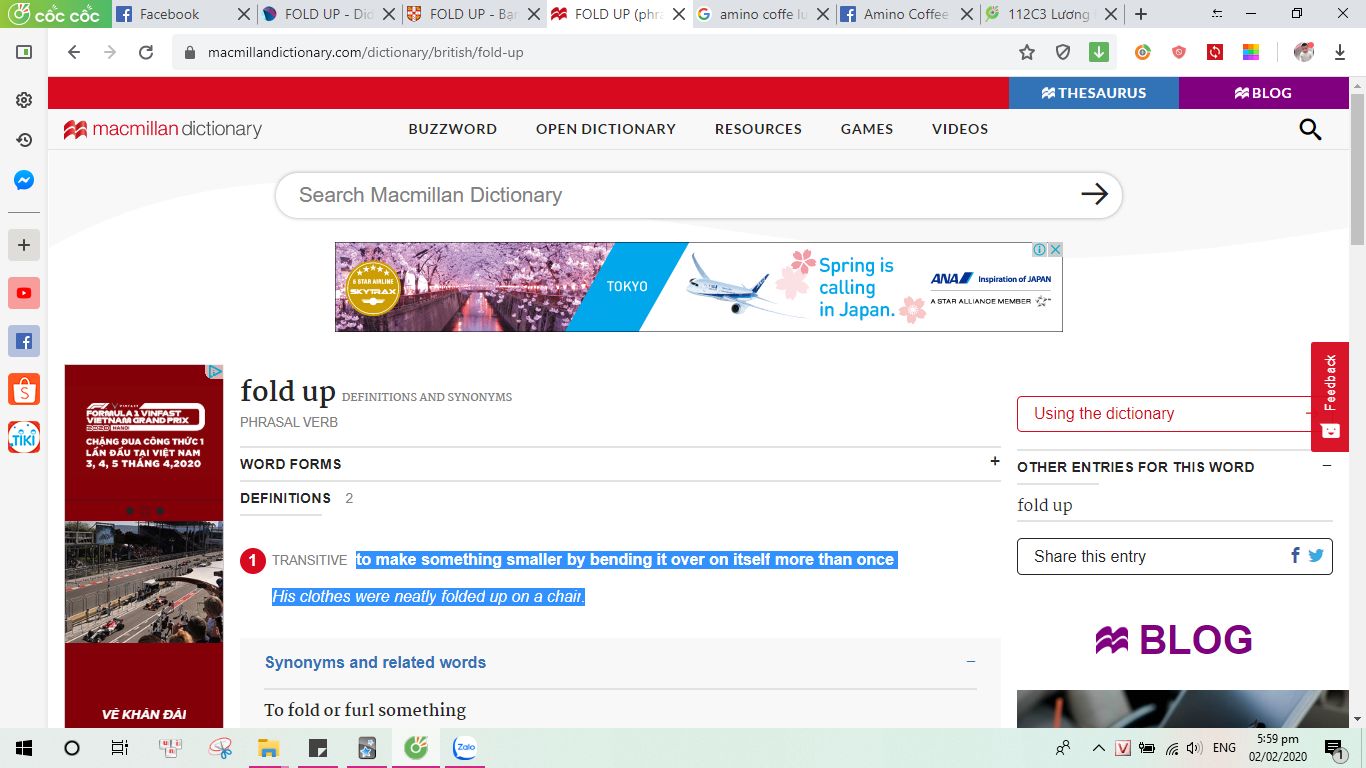 cốc cốc
Facebook
FOLD UP - Did
FOLD UP - Bar
FOLD UP (phra
amino coffe lu
Amino Coffee
112C3 Lương
macmillandictionary.com/dictionary/british/fold-up
THESAURUS
BLOG
macmillan dictionary
BUZZWORD
OPEN DICTIONARY
RESOURCES
GAMES
VIDEOS
Search Macmillan Dictionary
5 STAR AIRLINE
SKYTRAX
TOKYO
Spring is
calling
in Japan.
ANA Inspiration of JAPAN
A STAR ALLIANCE MEMBER
Feedback
FORMULA 1 VINFAST
VIETNAM GRAND PRIX
2020 HANOI
CHẶNG ĐUA CÔNG THỨC 1
LẦN ĐẦU TẠI VIỆT NAM
3, 4, 5 THÁNG 4,2020
VÉ KHÁN ĐÀI
fold up DEFINITIONS AND SYNONYMS
PHRASAL VERB
WORD FORMS +
DEFINITIONS 2
1 TRANSITIVE to make something smaller by bending it over on itself more than once
His clothes were neatly folded up on a chair.
Synonyms and related words
To fold or furl something
Using the dictionary
OTHER ENTRIES FOR THIS WORD
fold up
Share this entry
BLOG
TIKI
Zalo
V
ENG
5:59 pm
02/02/2020
1